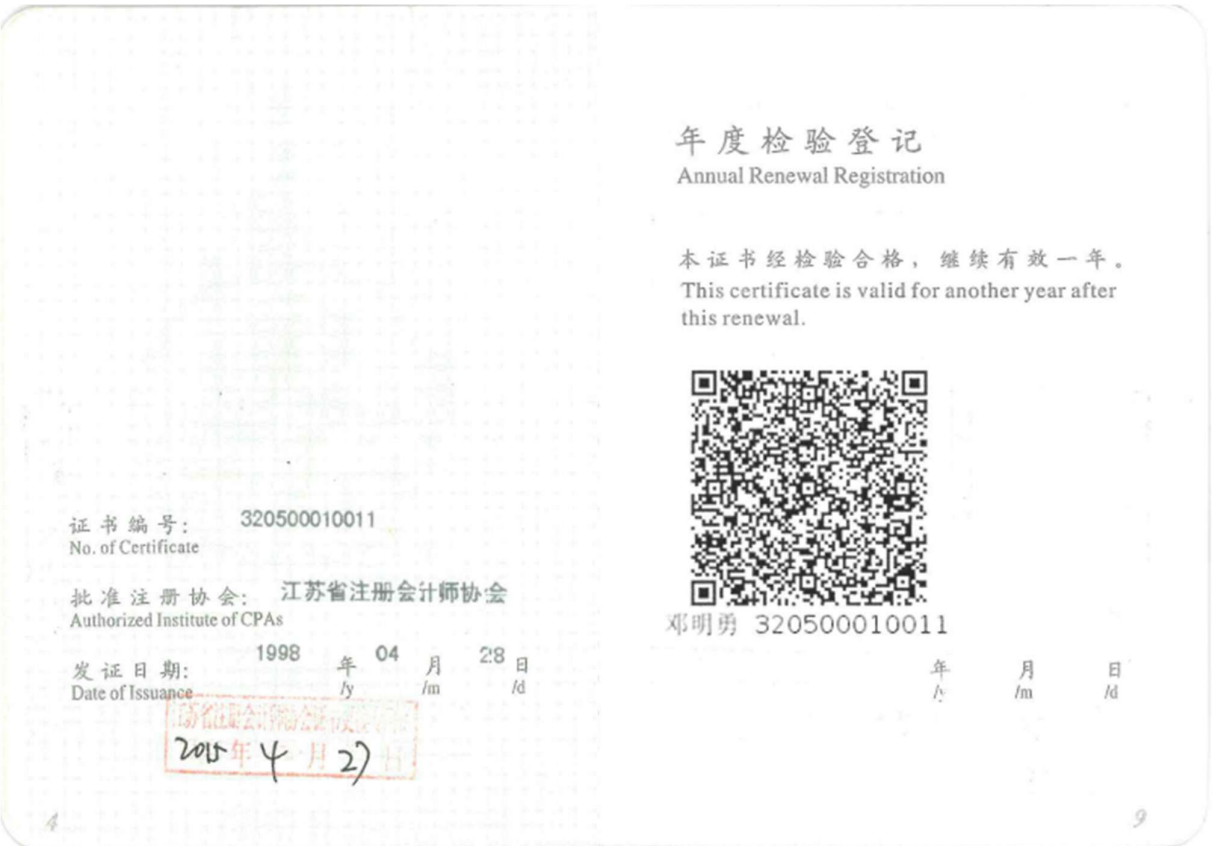 证书编号: 320500010011
No. of Certificate
批准注册协会: 江苏省注册会计师协会
Authorized Institute of CPAs
发证日期: 1998 年 04 月 28 日
Date of Issuance /y /m /d
2015 年 4 月 27 日
4
年度检验登记
Annual Renewal Registration
本证书经检验合格，继续有效一年。
This certificate is valid for another year after
this renewal.
邓明勇 320500010011
年 月 日
/y /m /d
9